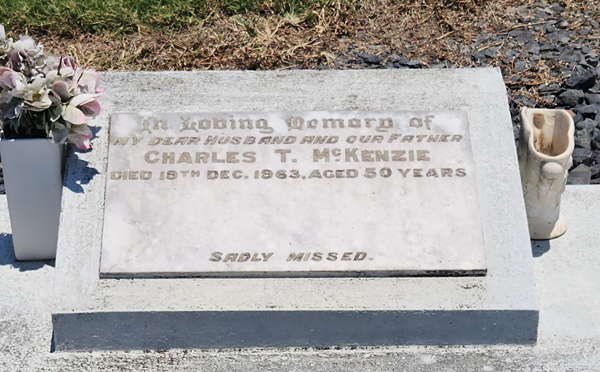 In Loving Memory of
MY DEAR HUSBAND AND OUR FATHER
CHARLES T. McKENZIE
DIED 19TH DEC. 1963, AGED 50 YEARS
SADLY MISSED.